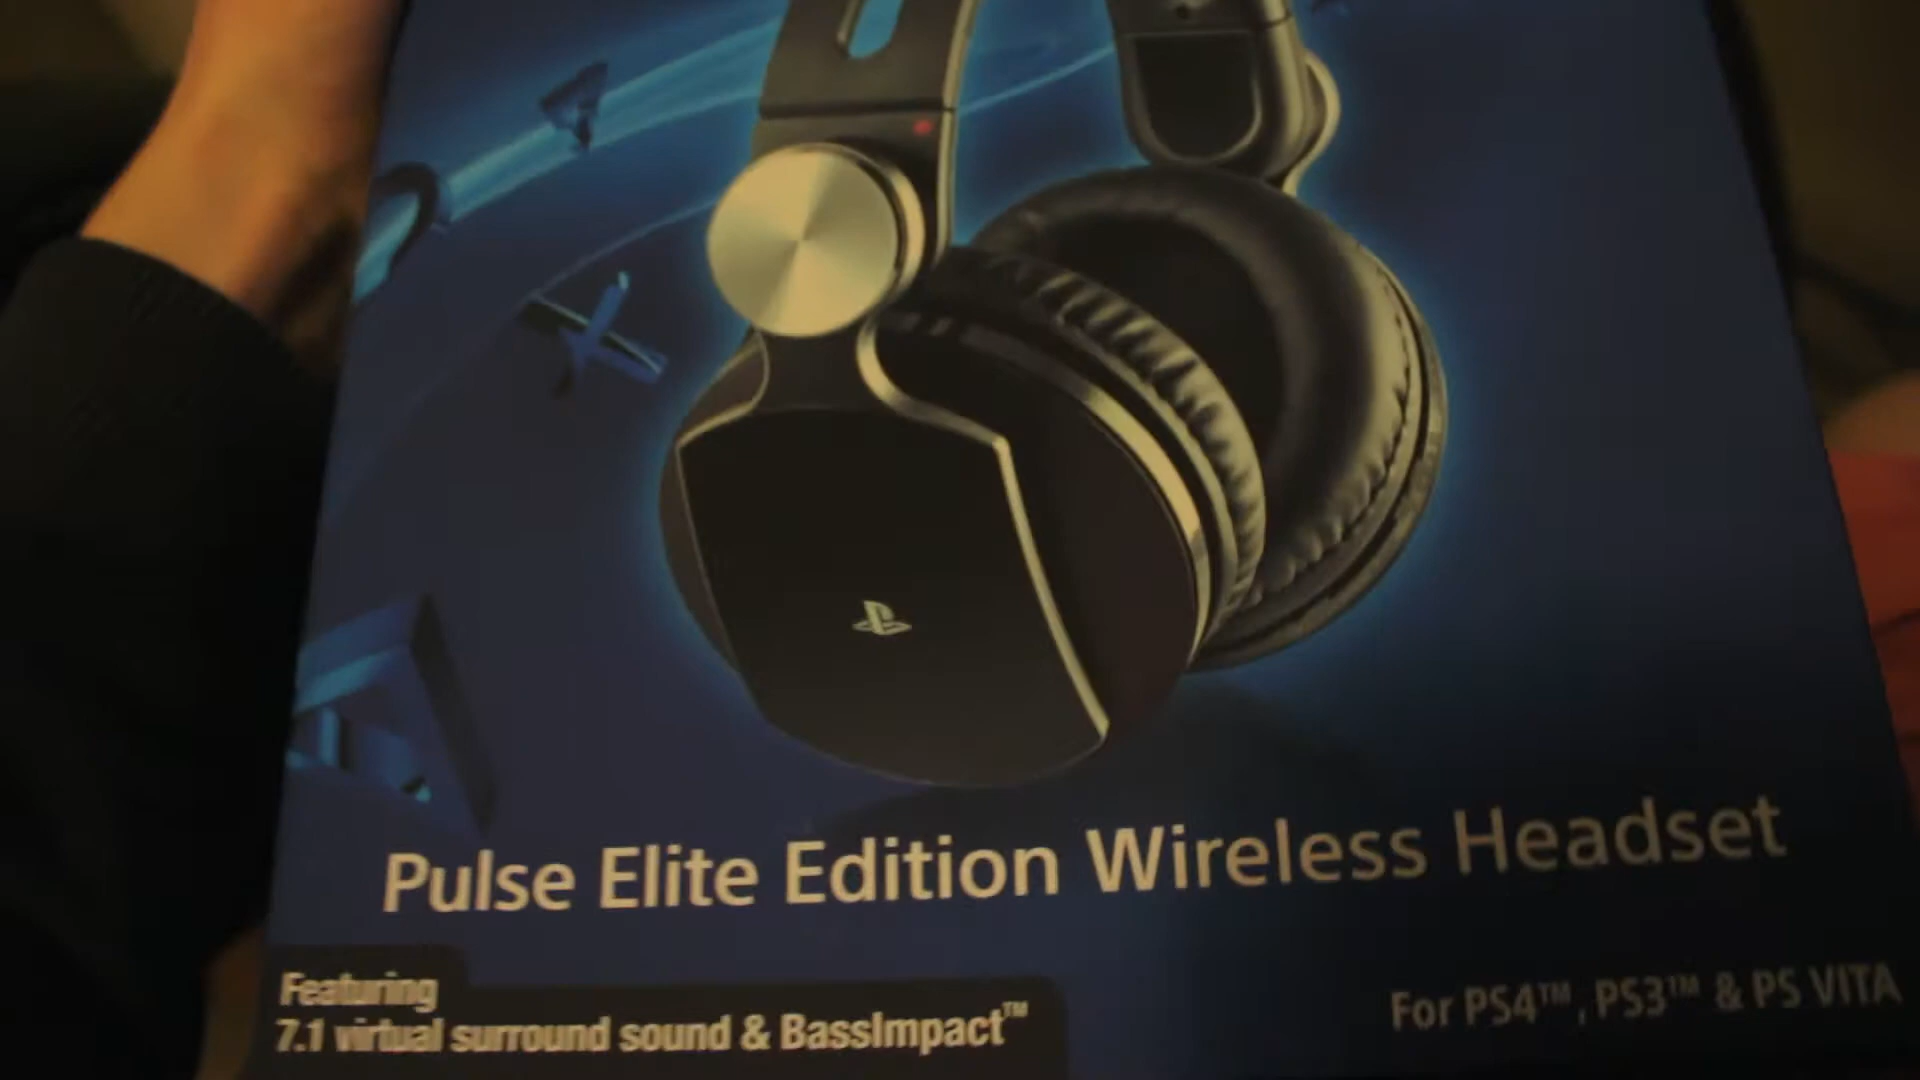 Pulse Elite Edition Wireless Headset
Featuring
7.1 virtual surround sound & BassImpact™
For PS4™, PS3™ & PS VITA